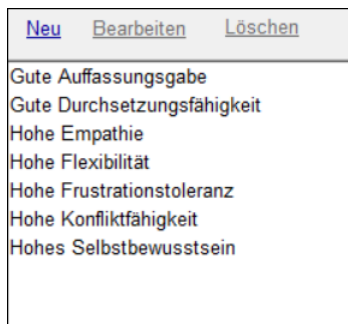 Neu Bearbeiten Löschen
Gute Auffassungsgabe
Gute Durchsetzungsfähigkeit
Hohe Empathie
Hohe Flexibilität
Hohe Frustrationstoleranz
Hohe Konfliktfähigkeit
Hohes Selbstbewusstsein